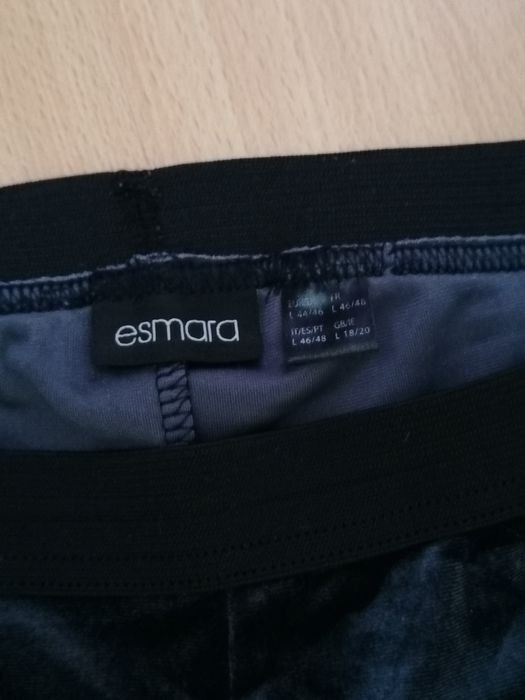 esmara
FR
L 44/46 L 46/48
IT/ES/PT GB/IE
L 46/48 L 18/20